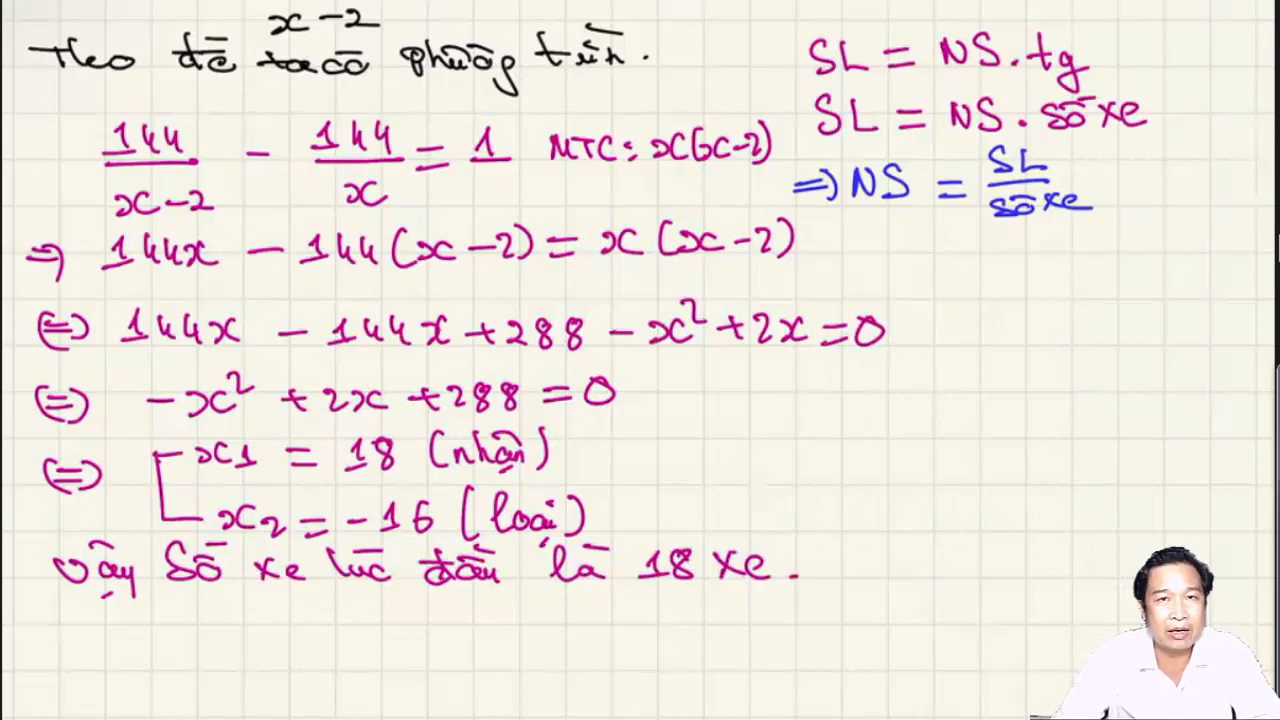 x - 2
Theo đề ta có phương trình.
144/(x - 2) - 144/x = 1 MTC: x(x - 2)
=> 144x - 144(x - 2) = x(x - 2)
<=> 144x - 144x + 288 - x² + 2x = 0
<=> -x² + 2x + 288 = 0
<=> [ x1 = 18 (nhận)
x2 = -16 (loại)
Vậy số xe lúc đầu là 18 xe.
SL = NS . tg
SL = NS . số xe
=> NS = SL/số xe